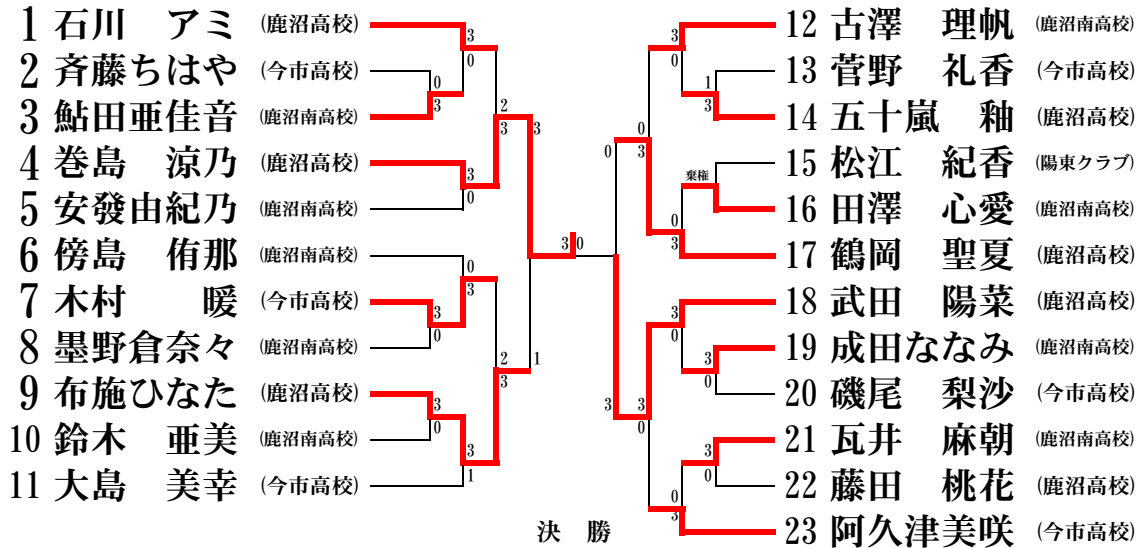 1 石川 アミ (鹿沼高校)
2 斉藤ちはや (今市高校)
3 鮎田亜佳音 (鹿沼南高校)
4 巻島 涼乃 (鹿沼高校)
5 安發由紀乃 (鹿沼南高校)
6 傍島 侑那 (鹿沼南高校)
7 木村 暖 (今市高校)
8 墨野倉奈々 (鹿沼南高校)
9 布施ひなた (鹿沼高校)
10 鈴木 亜美 (鹿沼南高校)
11 大島 美幸 (今市高校)
3
0
0
3
2
3
3
3
0
0
3
3
0
2
3
1
3
0
3
1
3 0
決 勝
0
3
3
0
1
3
0
3
棄権
0
3
3
0
3
0
3
0
3
0
0
3
12 古澤 理帆 (鹿沼南高校)
13 菅野 礼香 (今市高校)
14 五十嵐 釉 (鹿沼高校)
15 松江 紀香 (陽東クラブ)
16 田澤 心愛 (鹿沼南高校)
17 鶴岡 聖夏 (鹿沼高校)
18 武田 陽菜 (鹿沼高校)
19 成田ななみ (鹿沼南高校)
20 磯尾 梨沙 (今市高校)
21 瓦井 麻朝 (鹿沼南高校)
22 藤田 桃花 (鹿沼高校)
23 阿久津美咲 (今市高校)